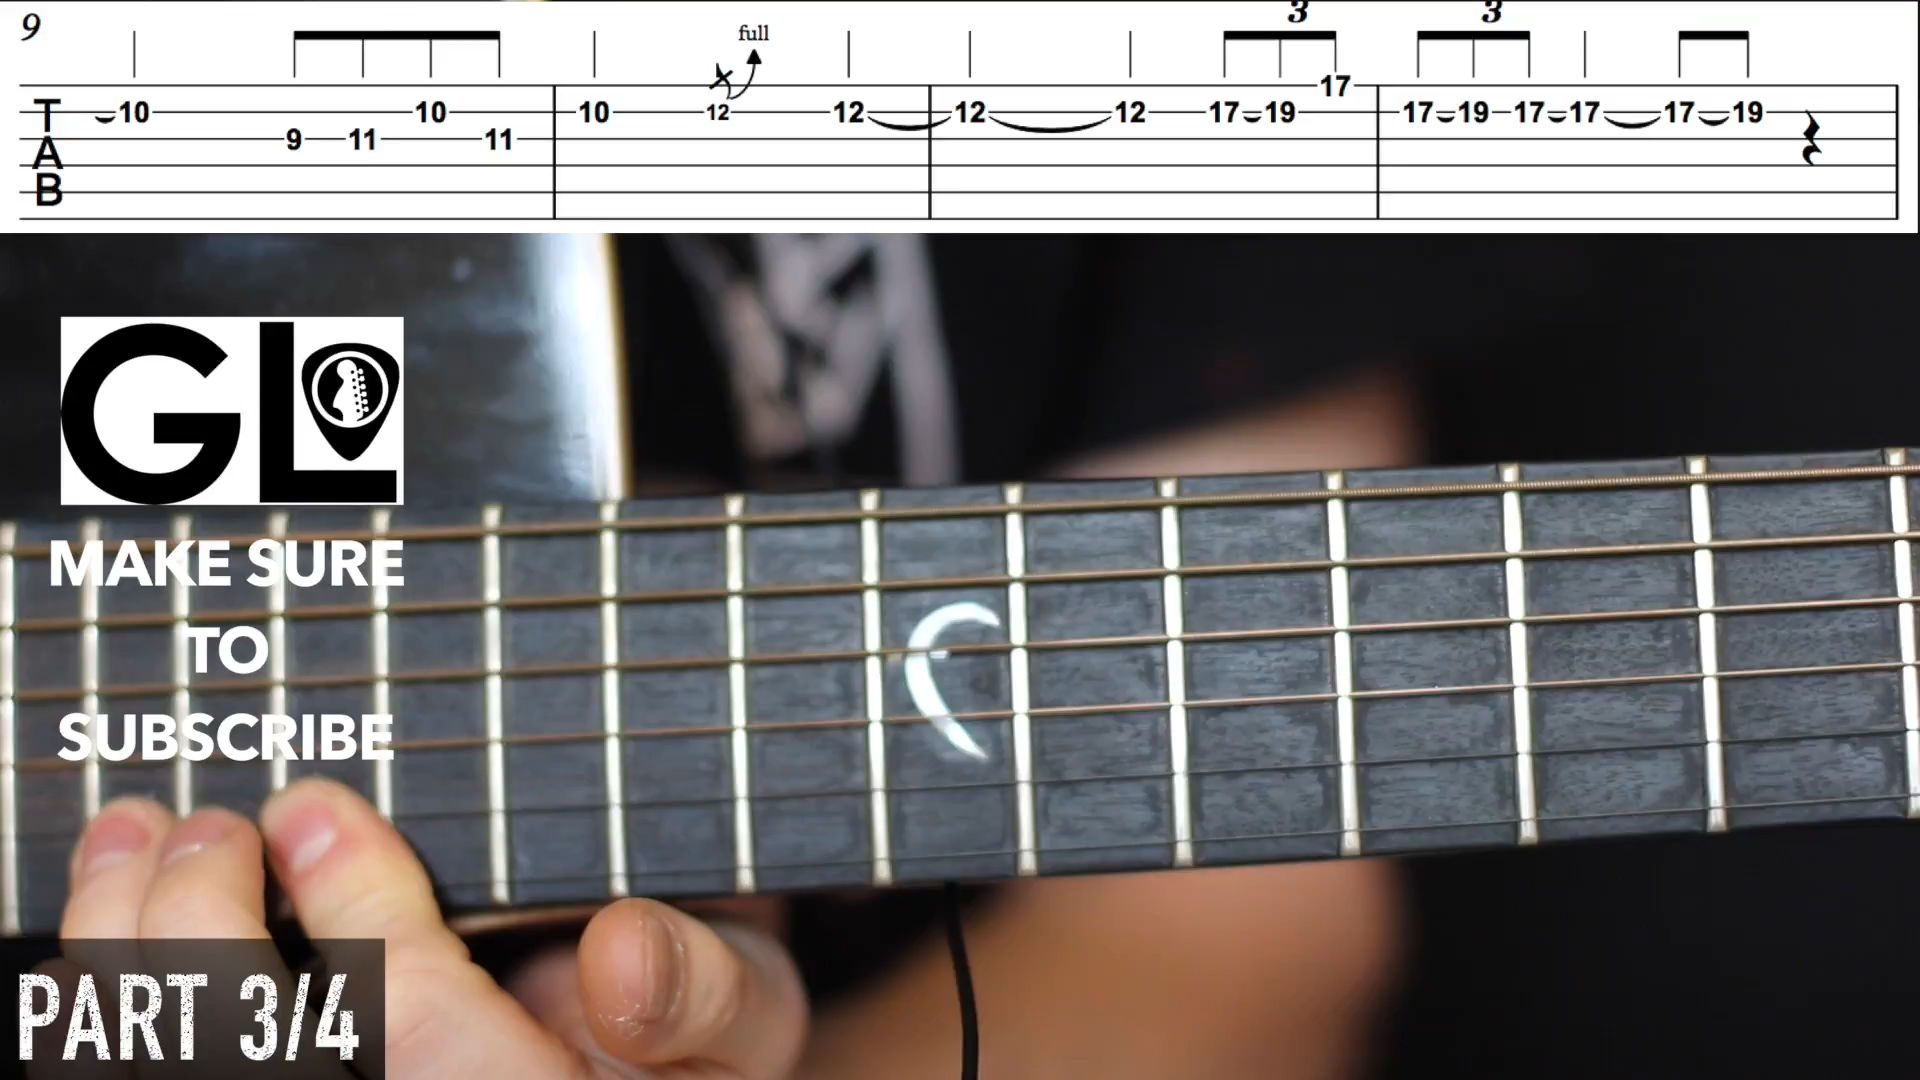 9
full
3 3
T A B
17
10 10 10 12 12 12 12 17 19 17 19 17 17 17 19
9 11 11
GL
MAKE SURE
TO
SUBSCRIBE
PART 3/4